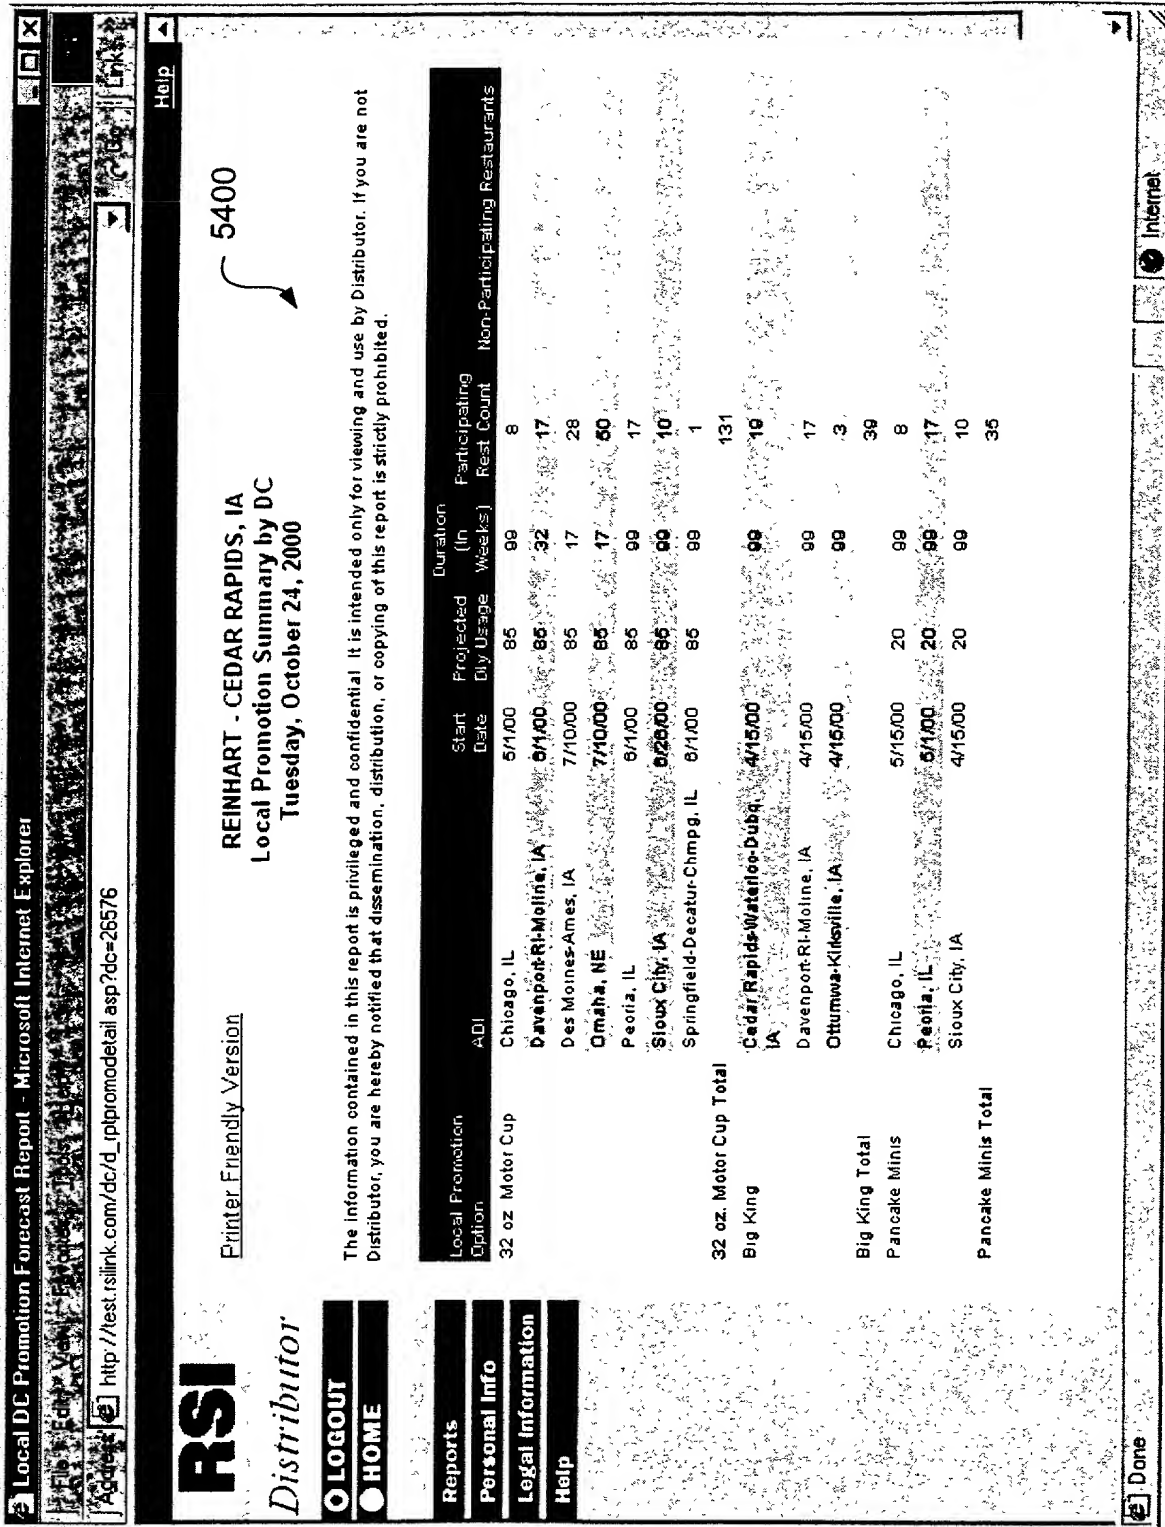 Local DC Promotion Forecast Report - Microsoft Internet Explorer
File Edit View Favorites Tools Help
Address http://test.rsilink.com/dc/d_rptpromodetail asp?dc=26576 Go Links
Help
RSI
Distributor
LOGOUT
HOME
Reports
Personal Info
Legal Information
Help
Printer Friendly Version
REINHART - CEDAR RAPIDS, IA
Local Promotion Summary by DC
Tuesday, October 24, 2000
5400
The information contained in this report is privileged and confidential It is intended only for viewing and use by Distributor. If you are not
Distributor, you are hereby notified that dissemination, distribution, or copying of this report is strictly prohibited.
Local Promotion Option ADI Start Date Projected Dly Usage Duration (In Weeks) Participating Rest Count Non-Participating Restaurants
32 oz Motor Cup Chicago, IL 5/1/00 85 99 8
Davenport-RI-Moline, IA 6/1/00 85 32 17
Des Moines-Ames, IA 7/10/00 85 17 28
Omaha, NE 7/10/00 85 17 50
Peoria, IL 6/1/00 85 99 17
Sioux City, IA 6/26/00 85 99 10
Springfield-Decatur-Chmpg, IL 6/1/00 85 99 1
32 oz. Motor Cup Total 131
Big King Cedar Rapids-Waterloo-Dubq, IA 4/15/00 99 19
Davenport-RI-Moline, IA 4/15/00 99 17
Ottumwa-Kirksville, IA 4/15/00 99 3
Big King Total 39
Pancake Minis Chicago, IL 5/15/00 20 99 8
Peoria, IL 5/1/00 20 99 17
Sioux City, IA 4/15/00 20 99 10
Pancake Minis Total 35
Done Internet